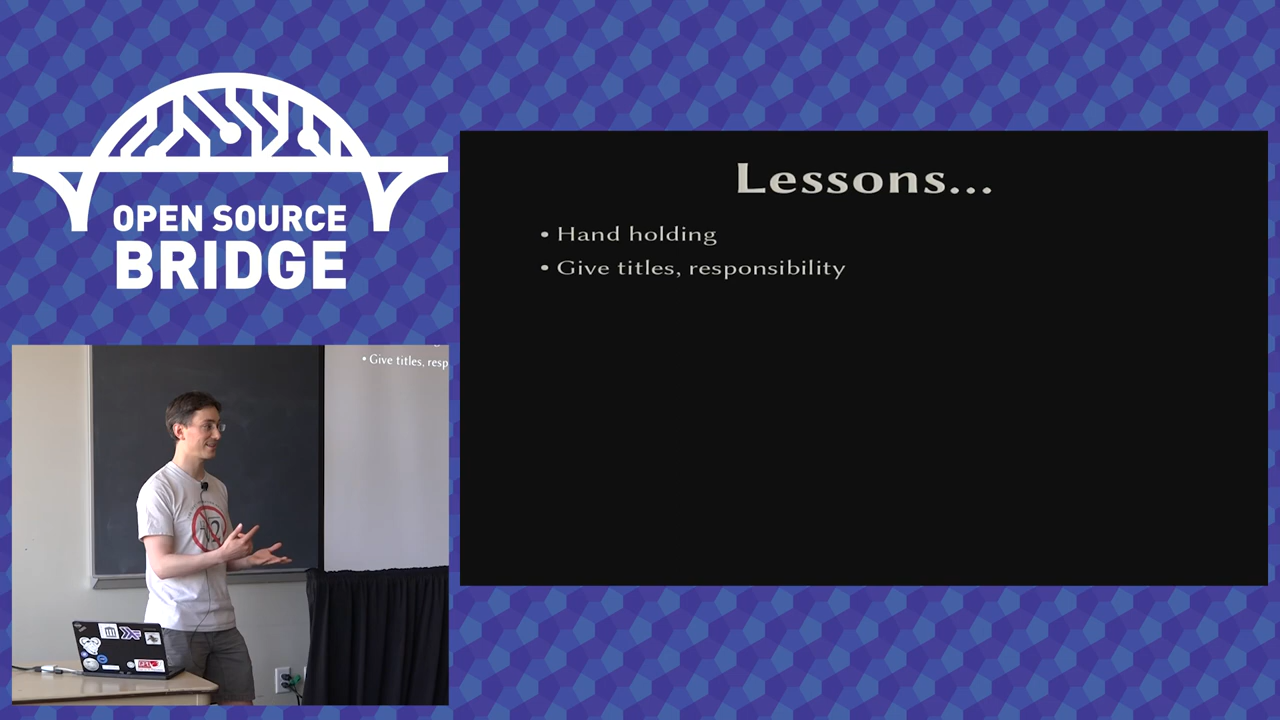 OPEN SOURCE
BRIDGE
Lessons...
• Hand holding
• Give titles, responsibility
• Give titles, resp